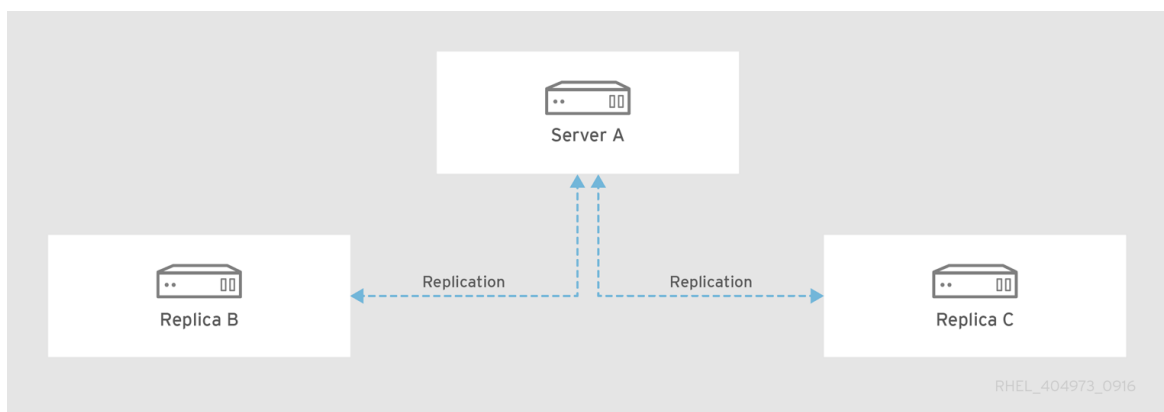 Server A
Replication
Replication
Replica B
Replica C
RHEL_404973_0916